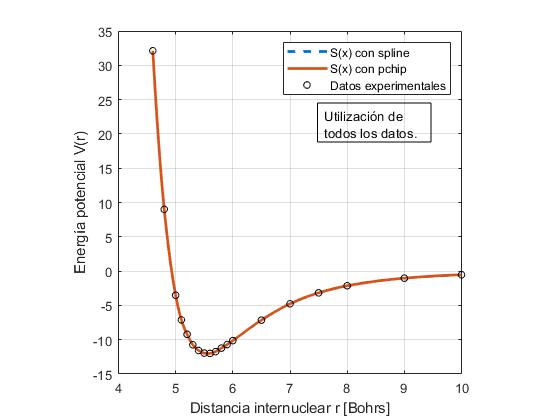 S(x) con spline
S(x) con pchip
Datos experimentales
Utilización de
todos los datos.
Energía potencial V(r)
35
30
25
20
15
10
5
0
-5
-10
-15
4
5
6
7
8
9
10
Distancia internuclear r [Bohrs]